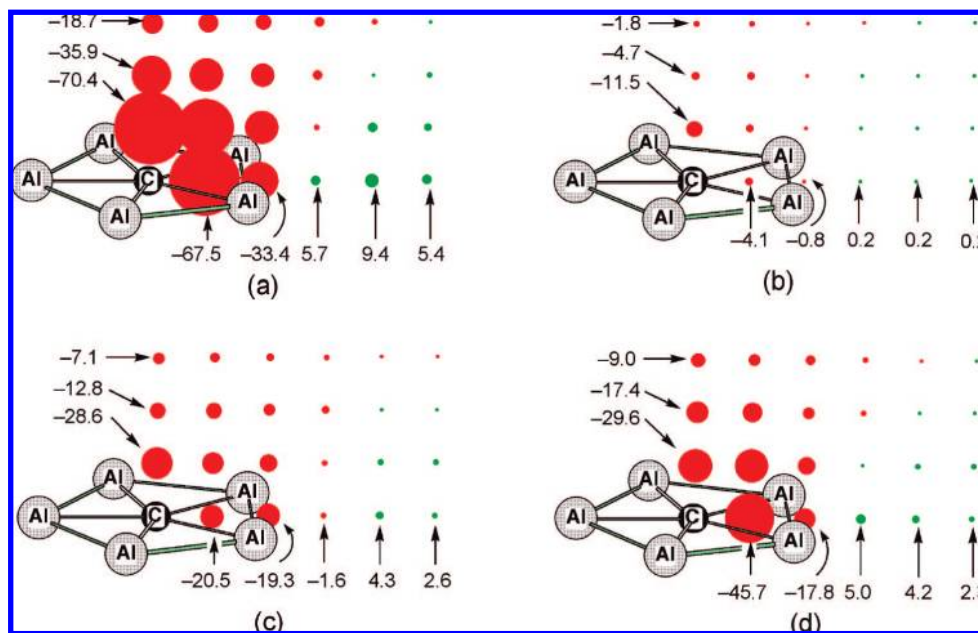 –18.7
–35.9
–70.4
Al
Al
Al
C
Al
Al
–67.5 –33.4 5.7 9.4 5.4
(a)
–1.8
–4.7
–11.5
Al
Al
Al
C
Al
Al
–4.1 –0.8 0.2 0.2
(b)
–7.1
–12.8
–28.6
Al
Al
Al
C
Al
Al
–20.5 –19.3 –1.6 4.3 2.6
(c)
–9.0
–17.4
–29.6
Al
Al
Al
C
Al
Al
–45.7 –17.8 5.0 4.2
(d)